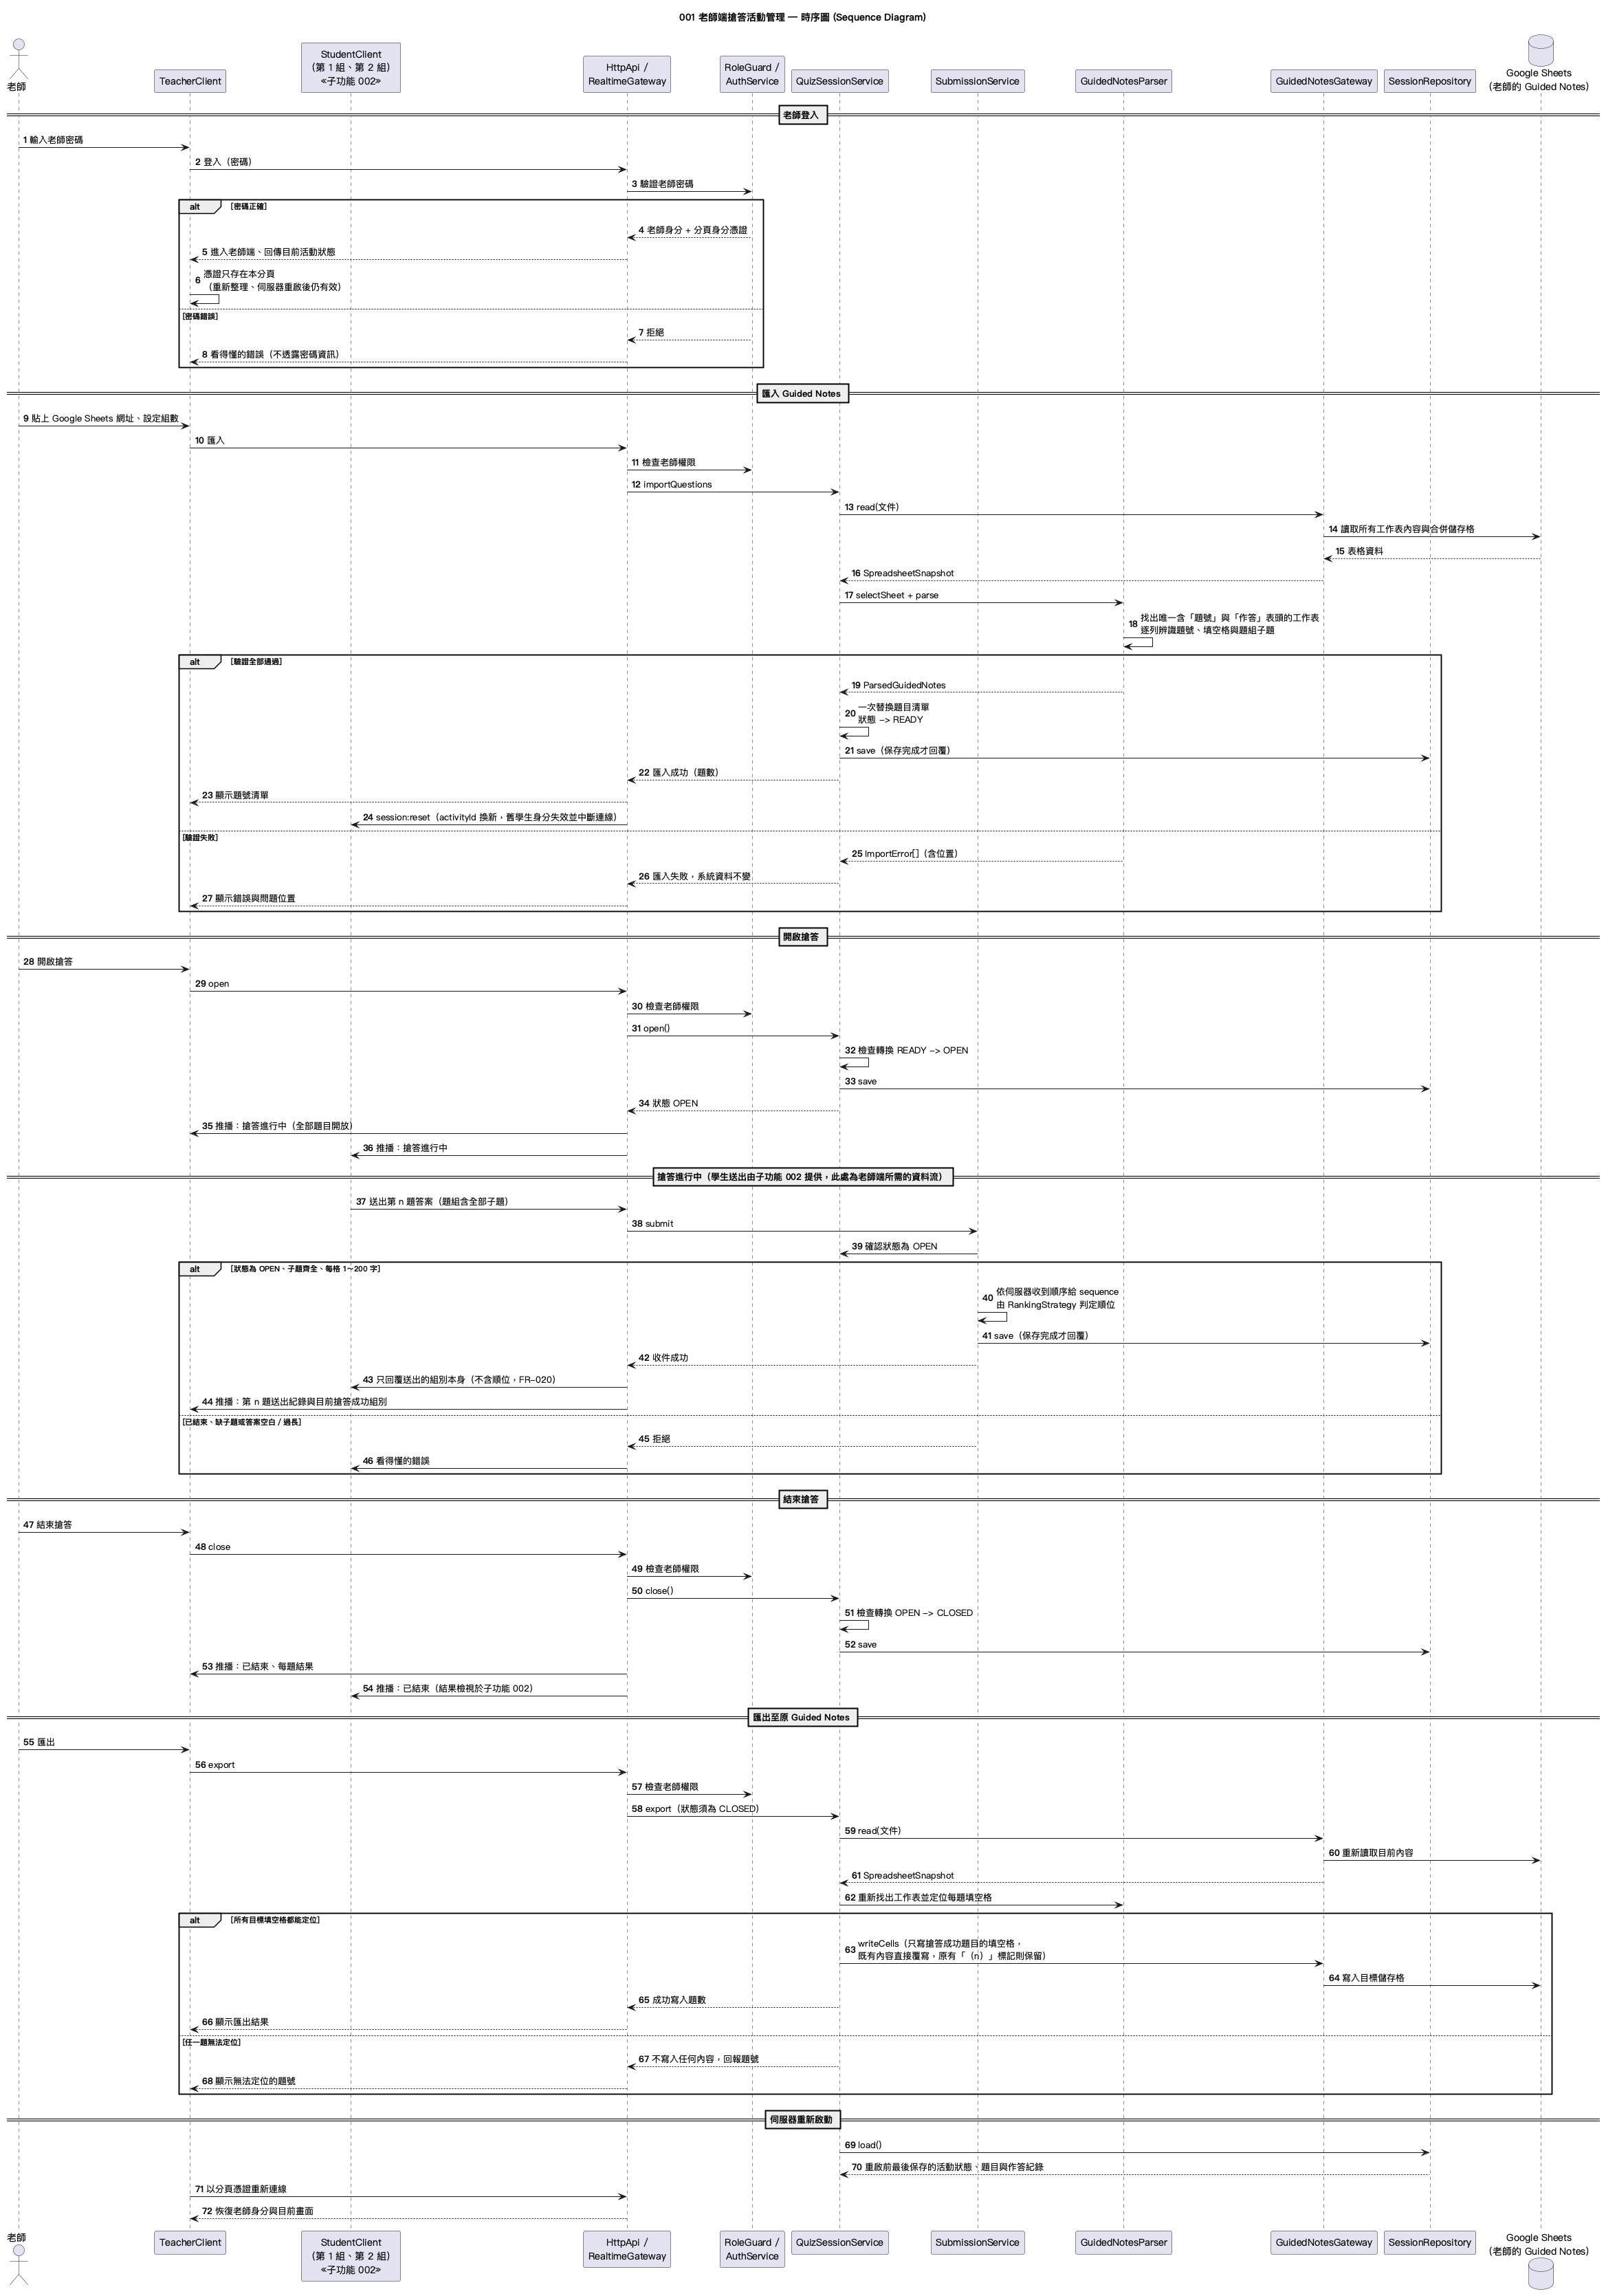 001 老師端搶答活動管理 — 時序圖 (Sequence Diagram)
老師
TeacherClient
StudentClient
(第 1 組、第 2 組)
«子功能 002»
HttpApi /
RealtimeGateway
RoleGuard /
AuthService
QuizSessionService
SubmissionService
GuidedNotesParser
GuidedNotesGateway
SessionRepository
Google Sheets
(老師的 Guided Notes)
老師登入
1 輸入老師密碼
2 登入（密碼）
3 驗證老師密碼
alt [密碼正確]
4 老師身分 + 分頁身分憑證
5 進入老師端、回傳目前活動狀態
6 憑證只存在本分頁
（重新整理、伺服器重啟後仍有效）
[密碼錯誤]
7 拒絕
8 看得懂的錯誤（不透露密碼資訊）
匯入 Guided Notes
9 貼上 Google Sheets 網址、設定組數
10 匯入
11 檢查老師權限
12 importQuestions
13 read(文件)
14 讀取所有工作表內容與合併儲存格
15 表格資料
16 SpreadsheetSnapshot
17 selectSheet + parse
18 找出唯一含「題號」與「作答」表頭的工作表
逐列辨識題號、填空格與題組子題
alt [驗證全部通過]
19 ParsedGuidedNotes
20 一次替換題目清單
狀態 -> READY
21 save（保存完成才回覆）
22 匯入成功（題數）
23 顯示題號清單
24 session:reset（activityId 換新，舊學生身分失效並中斷連線）
[驗證失敗]
25 ImportError[]（含位置）
26 匯入失敗，系統資料不變
27 顯示錯誤與問題位置
開啟搶答
28 開啟搶答
29 open
30 檢查老師權限
31 open()
32 檢查轉換 READY -> OPEN
33 save
34 狀態 OPEN
35 推播：搶答進行中（全部題目開放）
36 推播：搶答進行中
搶答進行中（學生送出由子功能 002 提供，此處為老師端所需的資料流）
37 送出第 n 題答案（題組含全部子題）
38 submit
39 確認狀態為 OPEN
alt [狀態為 OPEN、子題齊全、每格 1~200 字]
40 依伺服器收到順序給 sequence
由 RankingStrategy 判定順位
41 save（保存完成才回覆）
42 收件成功
43 只回覆送出的組別本身（不含順位，FR-020）
44 推播：第 n 題送出紀錄與目前搶答成功組別
[已結束、缺子題或答案空白 / 過長]
45 拒絕
46 看得懂的錯誤
結束搶答
47 結束搶答
48 close
49 檢查老師權限
50 close()
51 檢查轉換 OPEN -> CLOSED
52 save
53 推播：已結束、每題結果
54 推播：已結束（結果檢視於子功能 002）
匯出至原 Guided Notes
55 匯出
56 export
57 檢查老師權限
58 export（狀態須為 CLOSED）
59 read(文件)
60 重新讀取目前內容
61 SpreadsheetSnapshot
62 重新找出工作表並定位每題填空格
alt [所有目標填空格都能定位]
63 writeCells（只寫搶答成功題目的填空格，
既有內容直接覆寫，原有「（n）」標記則保留）
64 寫入目標儲存格
65 成功寫入題數
66 顯示匯出結果
[任一題無法定位]
67 不寫入任何內容，回報題號
68 顯示無法定位的題號
伺服器重新啟動
69 load()
70 重啟前最後保存的活動狀態、題目與作答紀錄
71 以分頁憑證重新連線
72 恢復老師身分與目前畫面
老師
TeacherClient
StudentClient
(第 1 組、第 2 組)
«子功能 002»
HttpApi /
RealtimeGateway
RoleGuard /
AuthService
QuizSessionService
SubmissionService
GuidedNotesParser
GuidedNotesGateway
SessionRepository
Google Sheets
(老師的 Guided Notes)